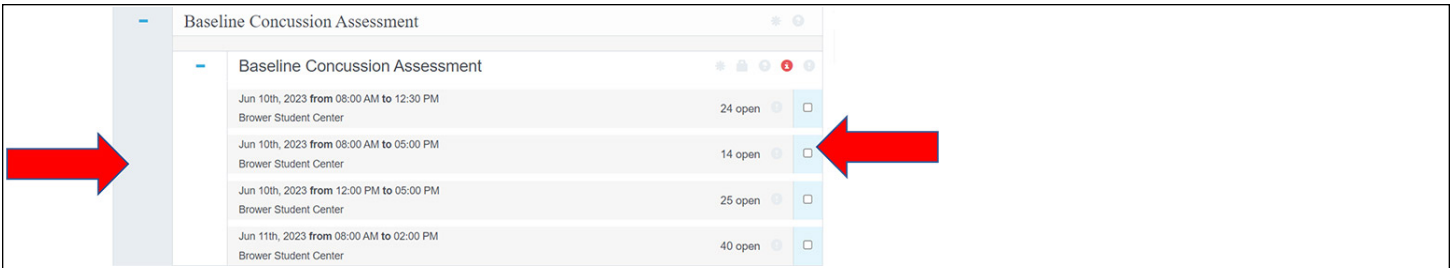 Baseline Concussion Assessment
Baseline Concussion Assessment
Jun 10th, 2023 from 08:00 AM to 12:30 PM
Brower Student Center
24 open
Jun 10th, 2023 from 08:00 AM to 05:00 PM
Brower Student Center
14 open
Jun 10th, 2023 from 12:00 PM to 05:00 PM
Brower Student Center
25 open
Jun 11th, 2023 from 08:00 AM to 02:00 PM
Brower Student Center
40 open